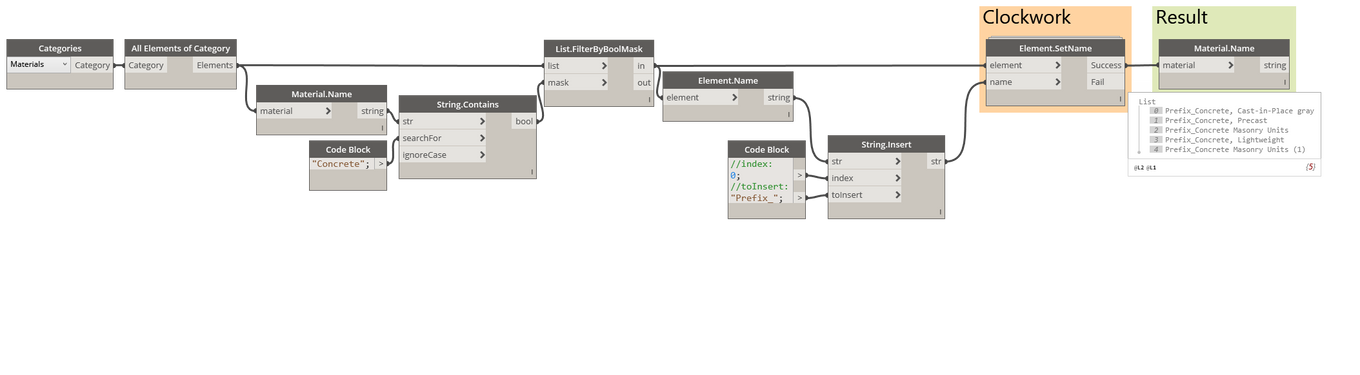 Clockwork
Result
Categories
Materials
Category
All Elements of Category
Category
Elements
Material.Name
material
string
Code Block
"Concrete";
>
String.Contains
str
searchFor
ignoreCase
bool
List.FilterByBoolMask
list
mask
in
out
Element.Name
element
string
Code Block
//index:
0;
>
//toInsert:
"Prefix_";
>
String.Insert
str
index
toInsert
str
Element.SetName
element
name
Success
Fail
Material.Name
material
string
List
0 Prefix_Concrete, Cast-in-Place gray
1 Prefix_Concrete, Precast
2 Prefix_Concrete Masonry Units
3 Prefix_Concrete, Lightweight
4 Prefix_Concrete Masonry Units (1)
@L2 @L1
{5}